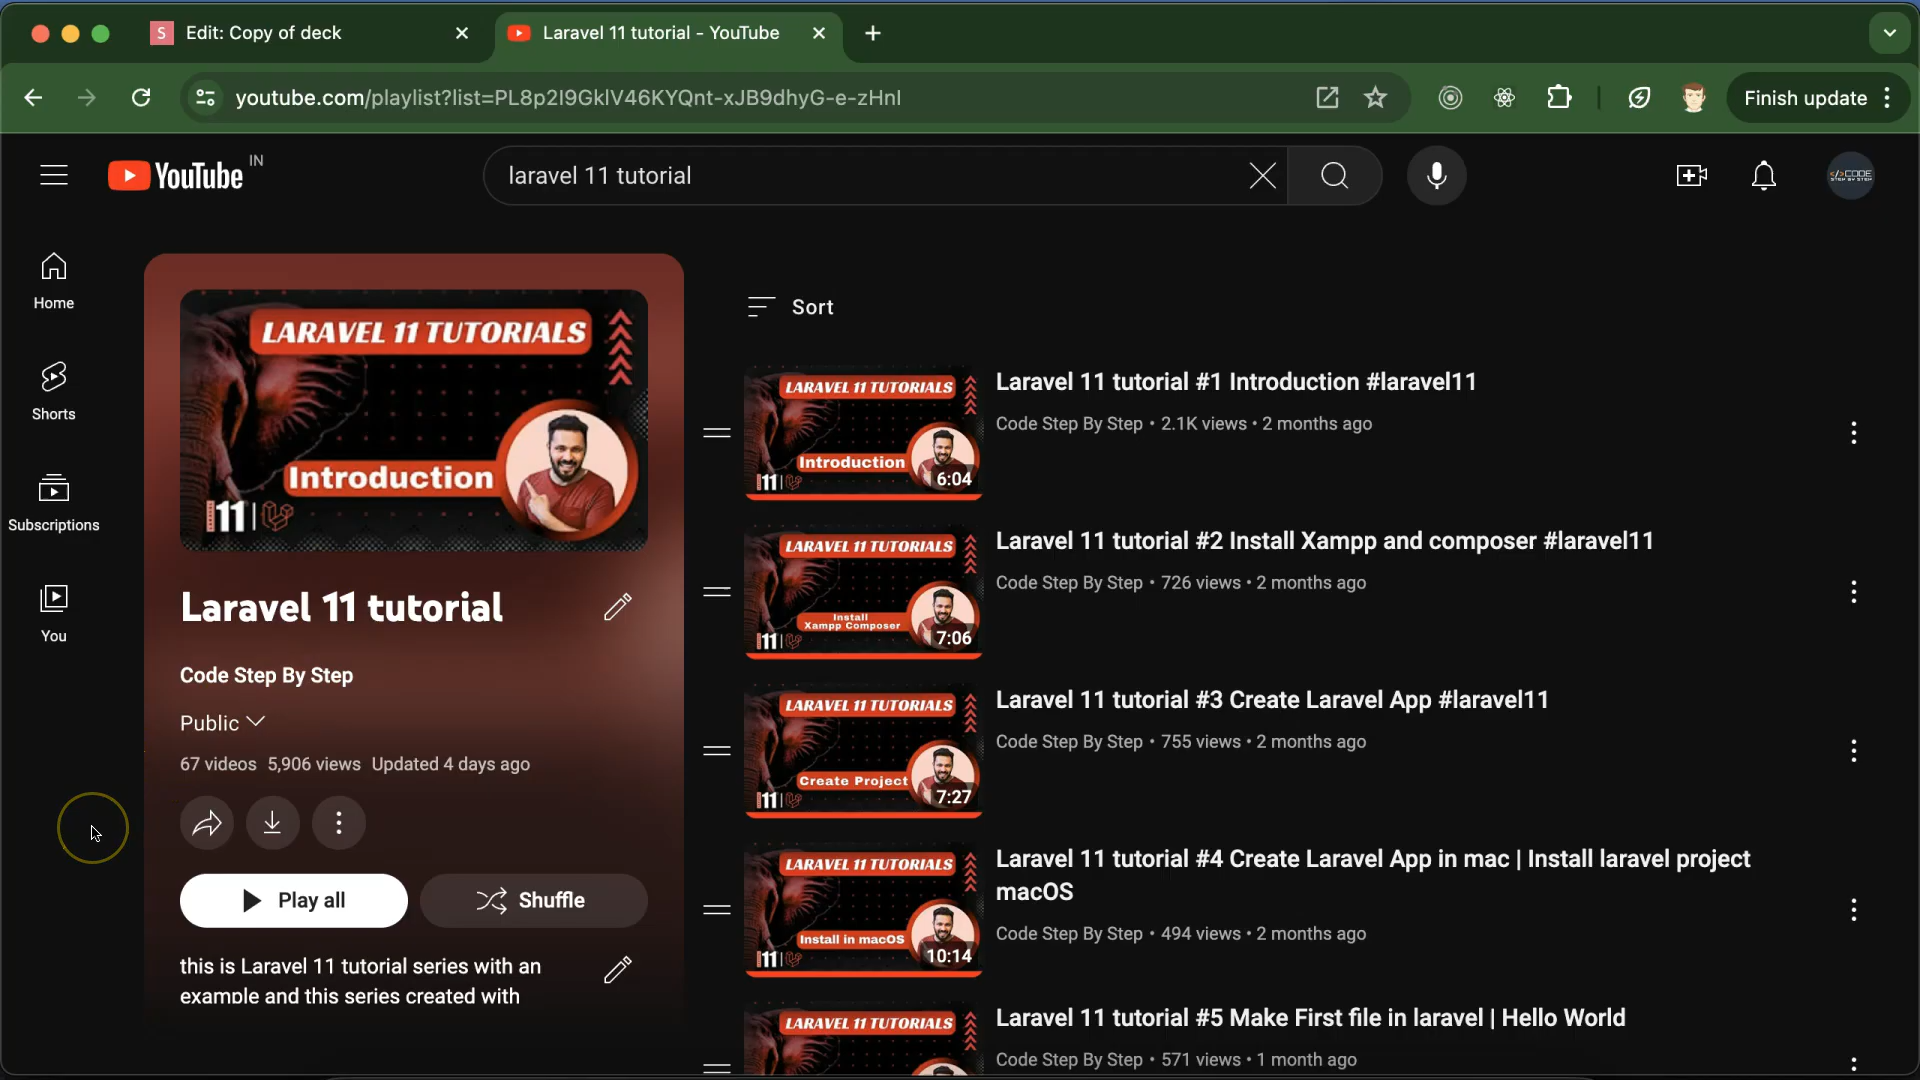 Edit: Copy of deck
Laravel 11 tutorial - YouTube
youtube.com/playlist?list=PL8p2I9GklV46KYQnt-xJB9dhyG-e-zHnl
Finish update
YouTube IN
laravel 11 tutorial
</>CODE
STEP BY STEP
Home
Shorts
Subscriptions
You
LARAVEL 11 TUTORIALS
Introduction
11
Laravel 11 tutorial
Code Step By Step
Public
67 videos 5,906 views Updated 4 days ago
Play all
Shuffle
this is Laravel 11 tutorial series with an
example and this series created with
Sort
LARAVEL 11 TUTORIALS
Introduction
11
6:04
Laravel 11 tutorial #1 Introduction #laravel11
Code Step By Step • 2.1K views • 2 months ago
LARAVEL 11 TUTORIALS
Install
Xampp Composer
11
7:06
Laravel 11 tutorial #2 Install Xampp and composer #laravel11
Code Step By Step • 726 views • 2 months ago
LARAVEL 11 TUTORIALS
Create Project
11
7:27
Laravel 11 tutorial #3 Create Laravel App #laravel11
Code Step By Step • 755 views • 2 months ago
LARAVEL 11 TUTORIALS
Install in macOS
11
10:14
Laravel 11 tutorial #4 Create Laravel App in mac | Install laravel project
macOS
Code Step By Step • 494 views • 2 months ago
LARAVEL 11 TUTORIALS
Laravel 11 tutorial #5 Make First file in laravel | Hello World
Code Step By Step • 571 views • 1 month ago